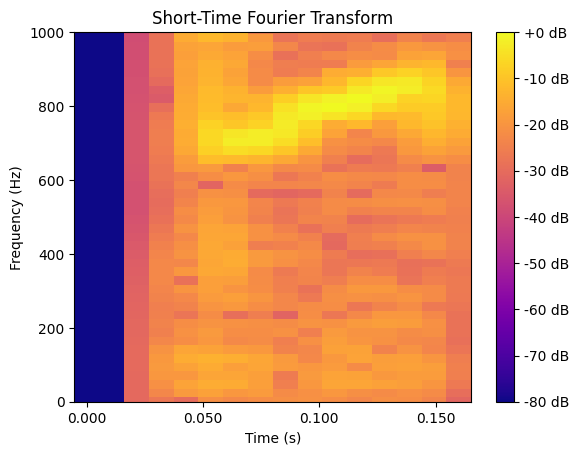 Short-Time Fourier Transform
1000
800
600
400
200
0
Frequency (Hz)
0.000
0.050
0.100
0.150
Time (s)
+0 dB
-10 dB
-20 dB
-30 dB
-40 dB
-50 dB
-60 dB
-70 dB
-80 dB